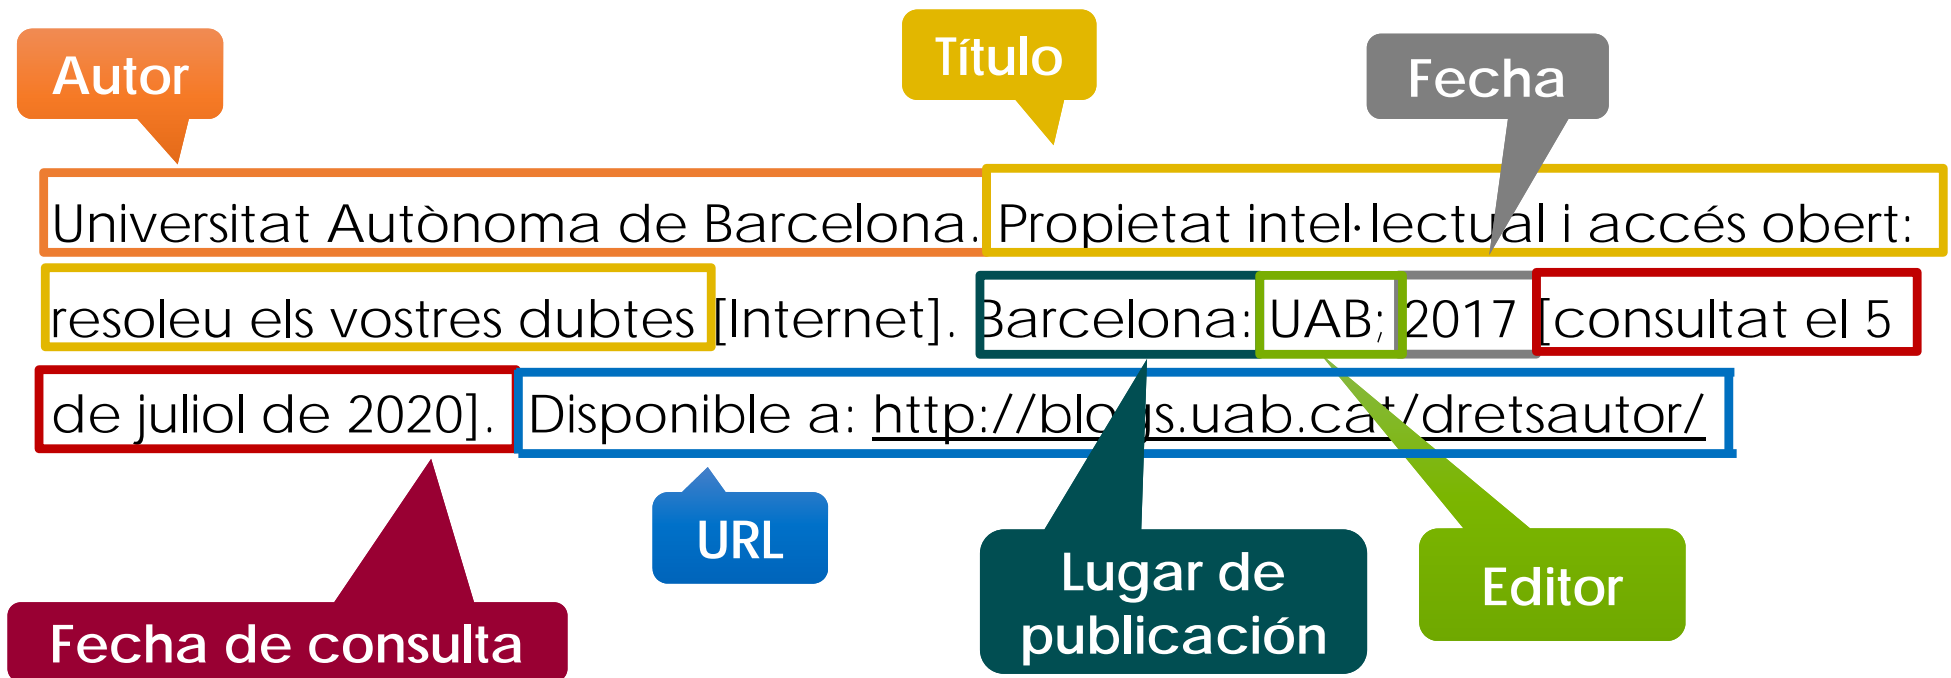 Autor
Título
Fecha
Universitat Autònoma de Barcelona. Propietat intel·lectual i accés obert:
resoleu els vostres dubtes [Internet]. Barcelona: UAB; 2017 [consultat el 5
de juliol de 2020]. Disponible a: http://blogs.uab.cat/dretsautor/
URL
Lugar de
publicación
Editor
Fecha de consulta